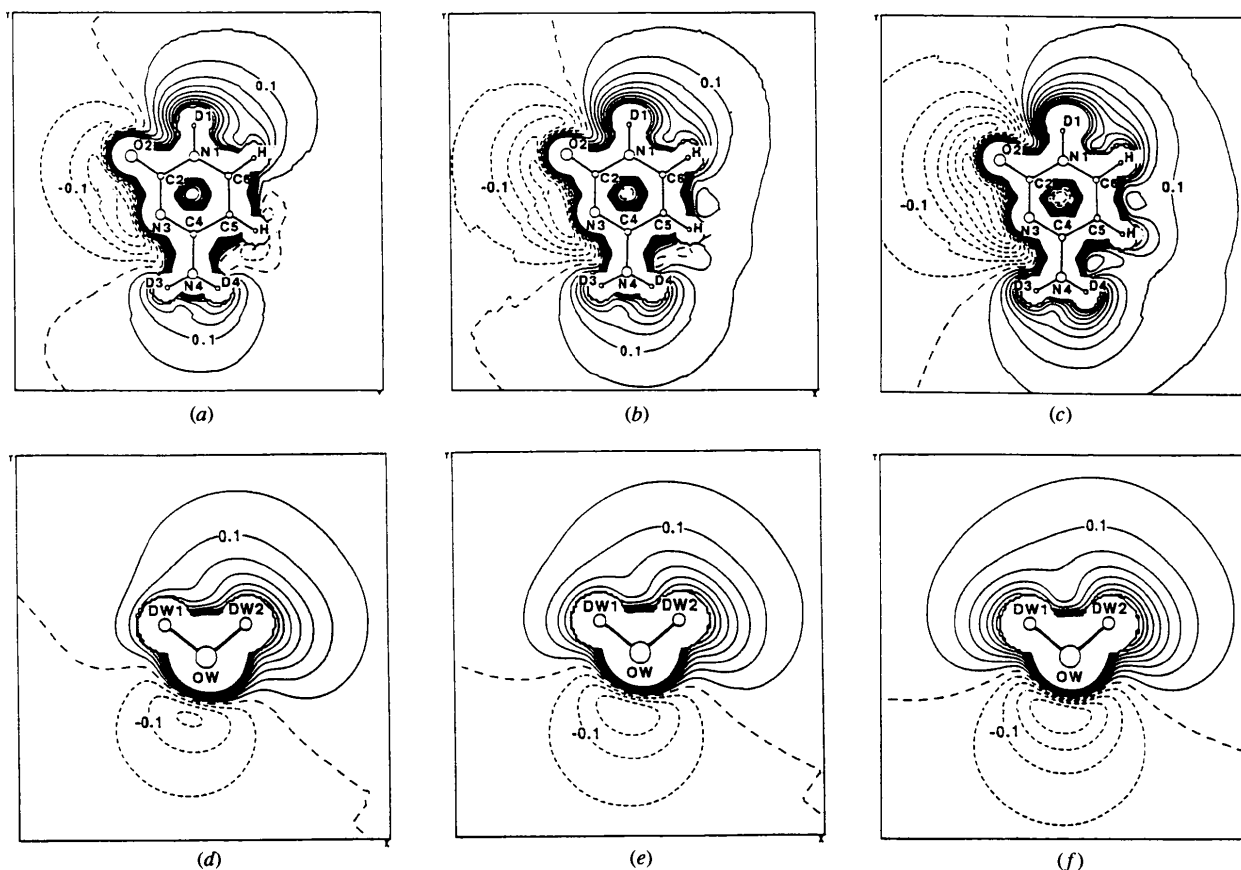 Y
0.1
D1
O2
H
N1
C2
C6
-0.1
N3
C4
C5
H
D3
N4
D4
0.1
(a)
Y
0.1
D1
O2
H
N1
C2
C6
-0.1
N3
C4
C5
H
D3
N4
D4
0.1
X
(b)
Y
D1
O2
H
N1
C2
C6
0.1
-0.1
N3
C4
C5
H
D3
N4
D4
(c)
Y
0.1
DW1
DW2
OW
-0.1
X
(d)
Y
0.1
DW1
DW2
OW
-0.1
X
(e)
Y
0.1
DW1
DW2
OW
-0.1
(f)